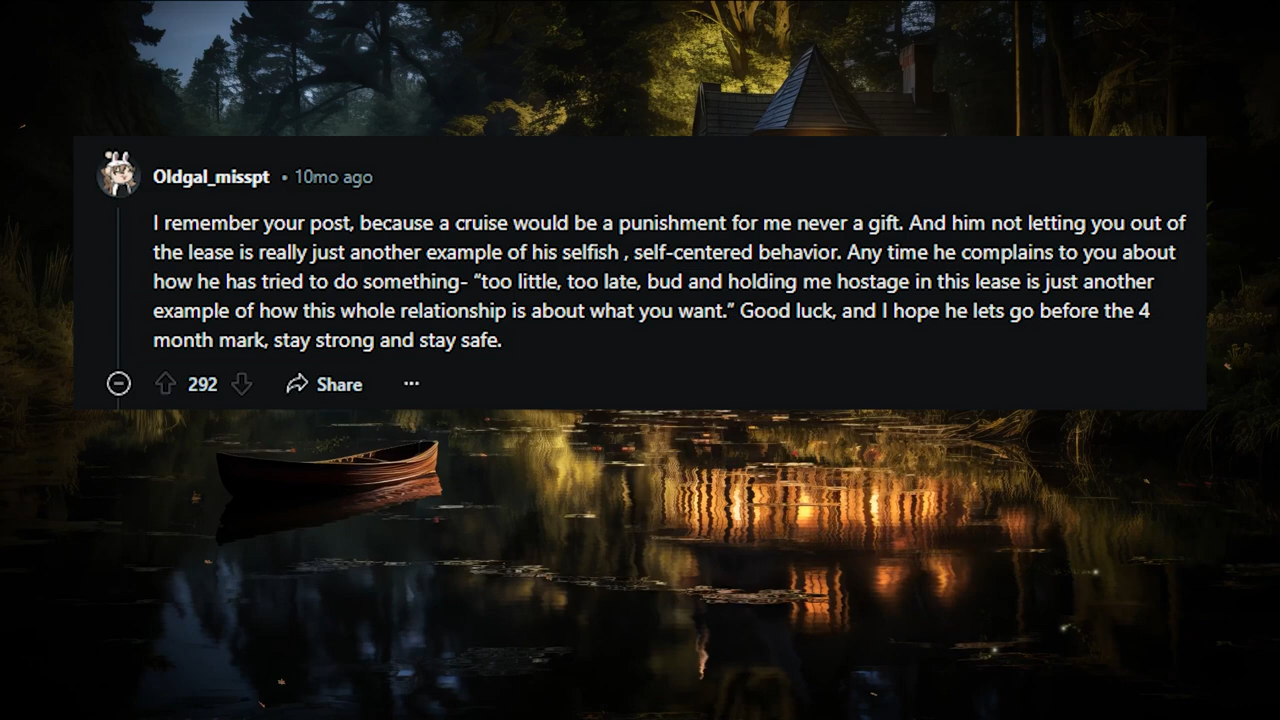 Oldgal_misspt • 10mo ago
I remember your post, because a cruise would be a punishment for me never a gift. And him not letting you out of
the lease is really just another example of his selfish , self-centered behavior. Any time he complains to you about
how he has tried to do something- “too little, too late, bud and holding me hostage in this lease is just another
example of how this whole relationship is about what you want.” Good luck, and I hope he lets go before the 4
month mark, stay strong and stay safe.
292 Share ...